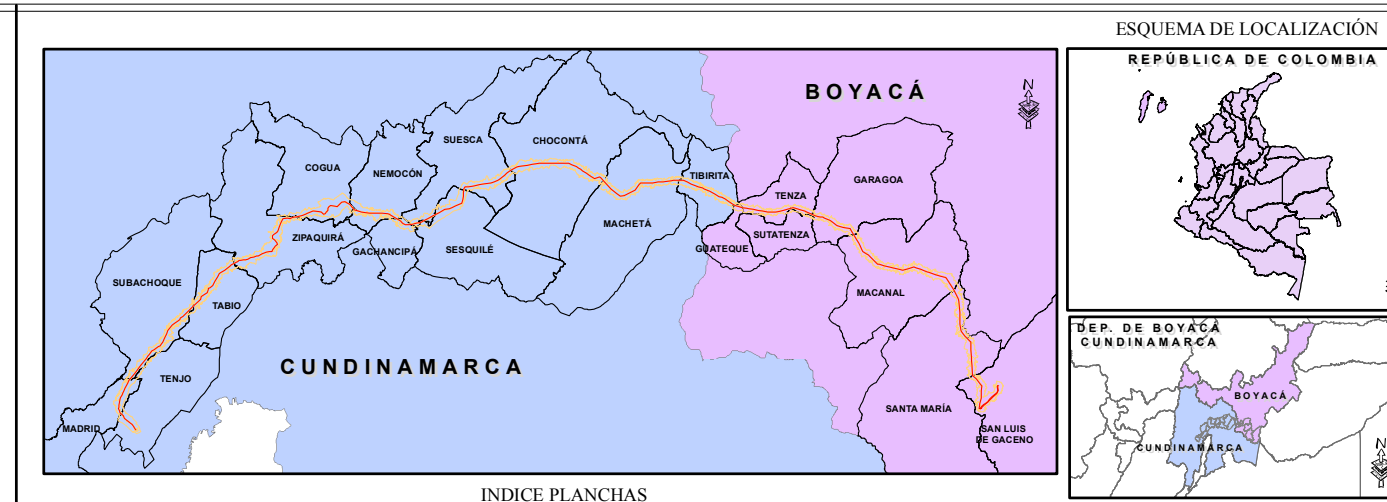 ESQUEMA DE LOCALIZACIÓN
REPÚBLICA DE COLOMBIA
BOYACÁ
N
SUESCA
CHOCONTÁ
COGUA
NEMOCÓN
TIBIRITA
GARAGOA
TENZA
MACHETÁ
ZIPAQUIRÁ
SUTATENZA
GACHANCIPÁ
SESQUILÉ
GUATEQUE
SUBACHOQUE
MACANAL
TABIO
CUNDINAMARCA
TENJO
SANTA MARÍA
MADRID
SAN LUIS
DE GACENO
DEP. DE BOYACÁ
CUNDINAMARCA
BOYACÁ
CUNDINAMARCA
N
INDICE PLANCHAS